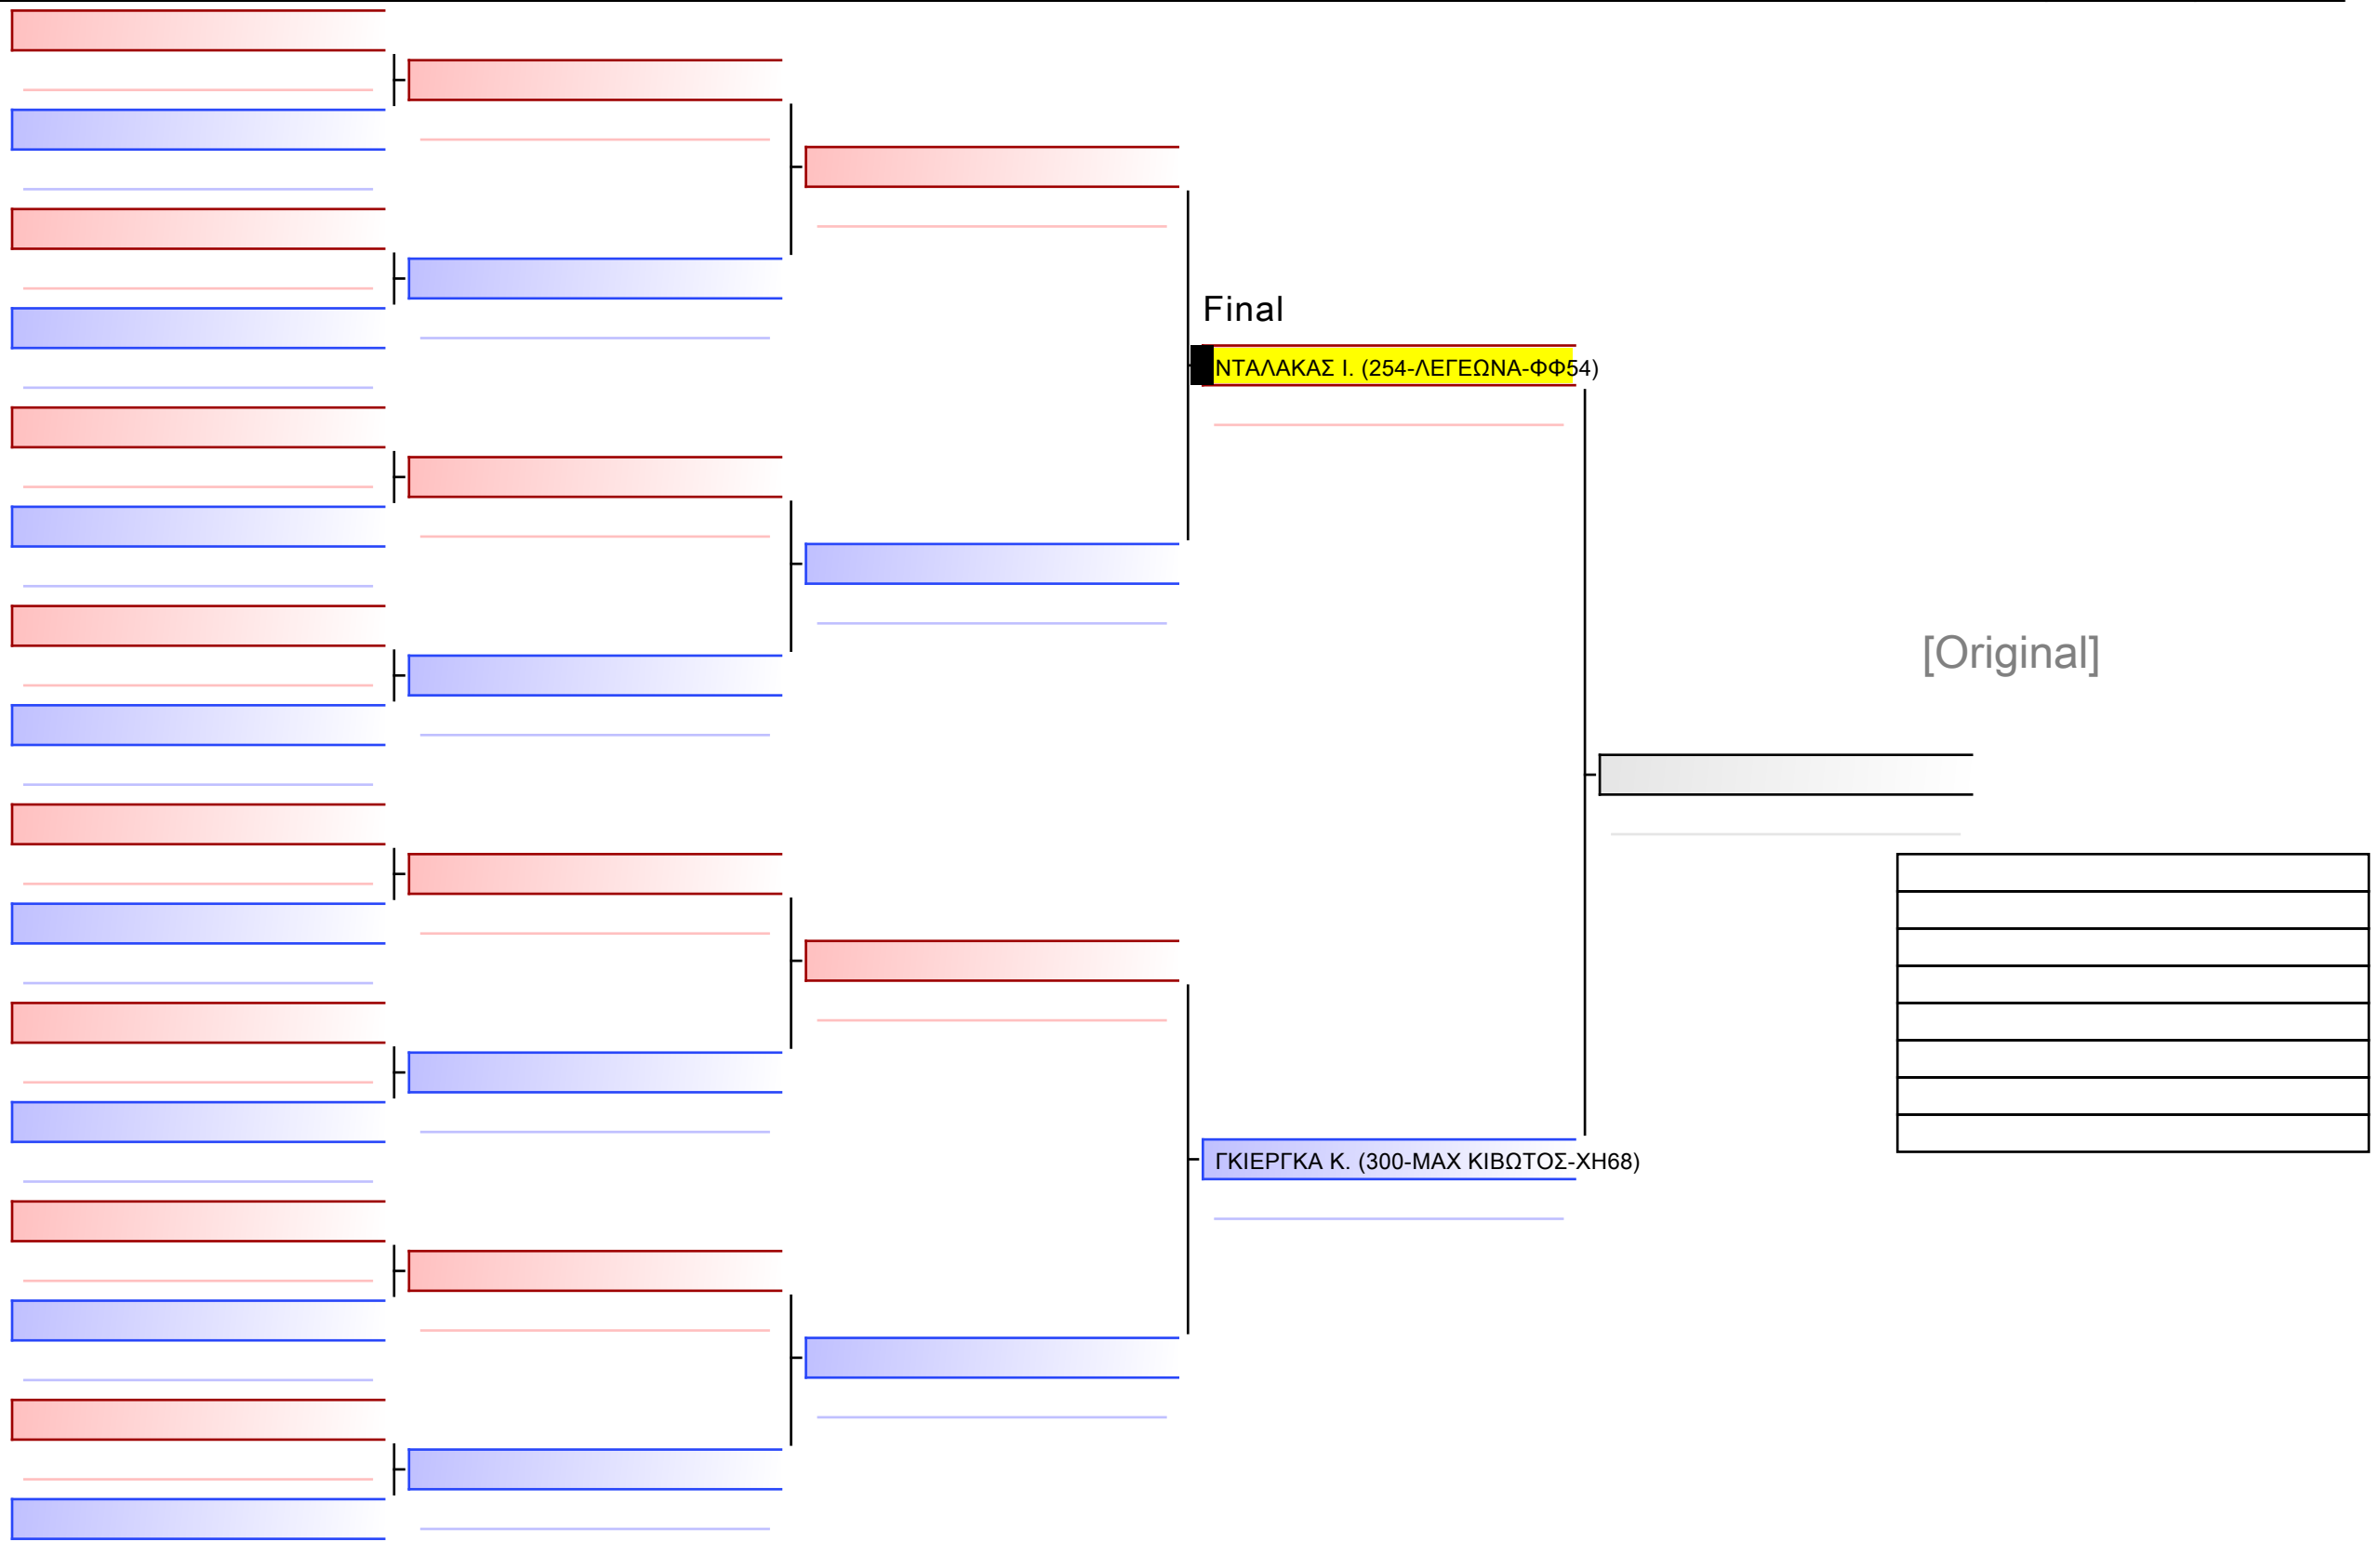 Final
ΝΤΑΛΑΚΑΣ Ι. (254-ΛΕΓΕΩΝΑ-ΦΦ54)
[Original]
ΓΚΙΕΡΓΚΑ Κ. (300-ΜΑΧ ΚΙΒΩΤΟΣ-ΧΗ68)